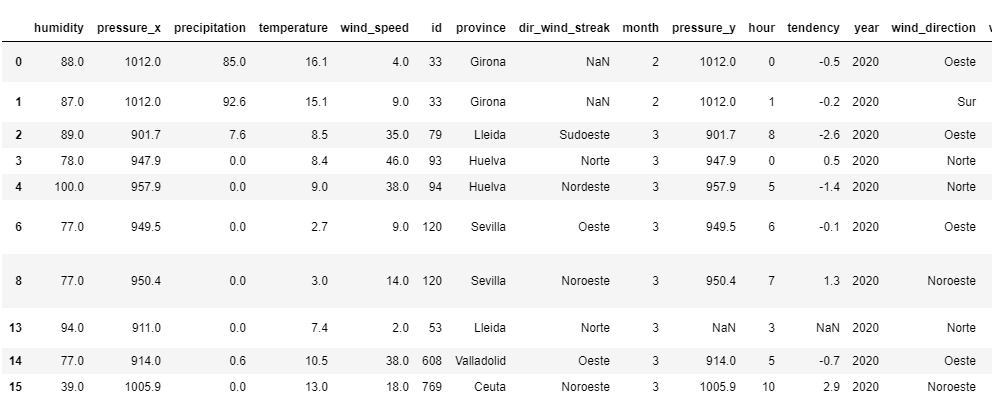 humidity pressure_x precipitation temperature wind_speed id province dir_wind_streak month pressure_y hour tendency year wind_direction
0 88.0 1012.0 85.0 16.1 4.0 33 Girona NaN 2 1012.0 0 -0.5 2020 Oeste
1 87.0 1012.0 92.6 15.1 9.0 33 Girona NaN 2 1012.0 1 -0.2 2020 Sur
2 89.0 901.7 7.6 8.5 35.0 79 Lleida Sudoeste 3 901.7 8 -2.6 2020 Oeste
3 78.0 947.9 0.0 8.4 46.0 93 Huelva Norte 3 947.9 0 0.5 2020 Norte
4 100.0 957.9 0.0 9.0 38.0 94 Huelva Nordeste 3 957.9 5 -1.4 2020 Norte
6 77.0 949.5 0.0 2.7 9.0 120 Sevilla Oeste 3 949.5 6 -0.1 2020 Oeste
8 77.0 950.4 0.0 3.0 14.0 120 Sevilla Noroeste 3 950.4 7 1.3 2020 Noroeste
13 94.0 911.0 0.0 7.4 2.0 53 Lleida Norte 3 NaN 3 NaN 2020 Norte
14 77.0 914.0 0.6 10.5 38.0 608 Valladolid Oeste 3 914.0 5 -0.7 2020 Oeste
15 39.0 1005.9 0.0 13.0 18.0 769 Ceuta Noroeste 3 1005.9 10 2.9 2020 Noroeste